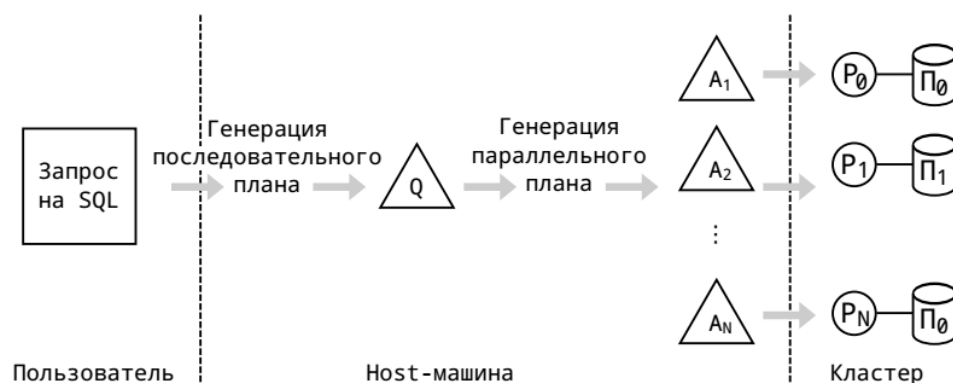 Запрос
на SQL
Генерация
последовательного
плана
Q
Генерация
параллельного
плана
A1
A2
⋮
AN
P0
П0
P1
П1
PN
П0
Пользователь
Host-машина
Кластер